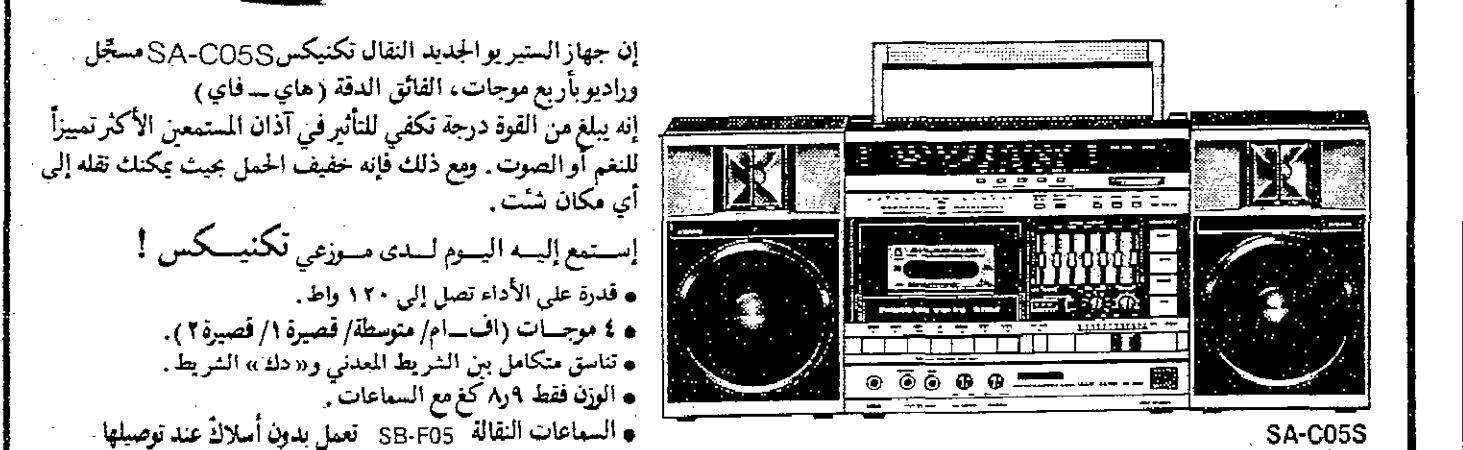 إن جهاز الستيريو الجديد النقال تكنيكس SA-C05S مسجّل
وراديو بأربع موجات، الفائق الدقة (هاي ــ فاي)
إنه يبلغ من القوة درجة تكفي للتأثير في آذان المستمعين الأكثر تمييزاً
للنغم أو الصوت. ومع ذلك فإنه خفيف الحمل بحيث يمكنك نقله إلى
أي مكان شئت.
إستمع إليه اليوم لدى موزعي تكنيكس !
• قدرة على الأداء تصل إلى ١٢٠ واط.
• ٤ موجات (اف ــ ام/ متوسطة/ قصيرة ١/ قصيرة ٢).
• تناسق متكامل بين الشريط المعدني و«دك» الشريط.
• الوزن فقط ٨٫٩ كغ مع السماعات.
• السماعات النقالة SB-F05 تعمل بدون أسلاك عند توصيلها
SA-C05S